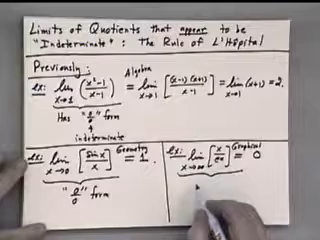 Limits of Quotients that appear to be
"Indeterminate": The Rule of L'Hôpital
Previously:
Algebra
ex: lim x→1 (x²-1 / x-1) = lim x→1 [(x-1)(x+1) / x-1] = lim x→1 (x+1) = 2.
Has "0/0" form
indeterminate
ex: lim x→0 [sin x / x] Geometry = 1.
"0/0" form
ex: lim x→∞ [x / eˣ] Graphical = 0